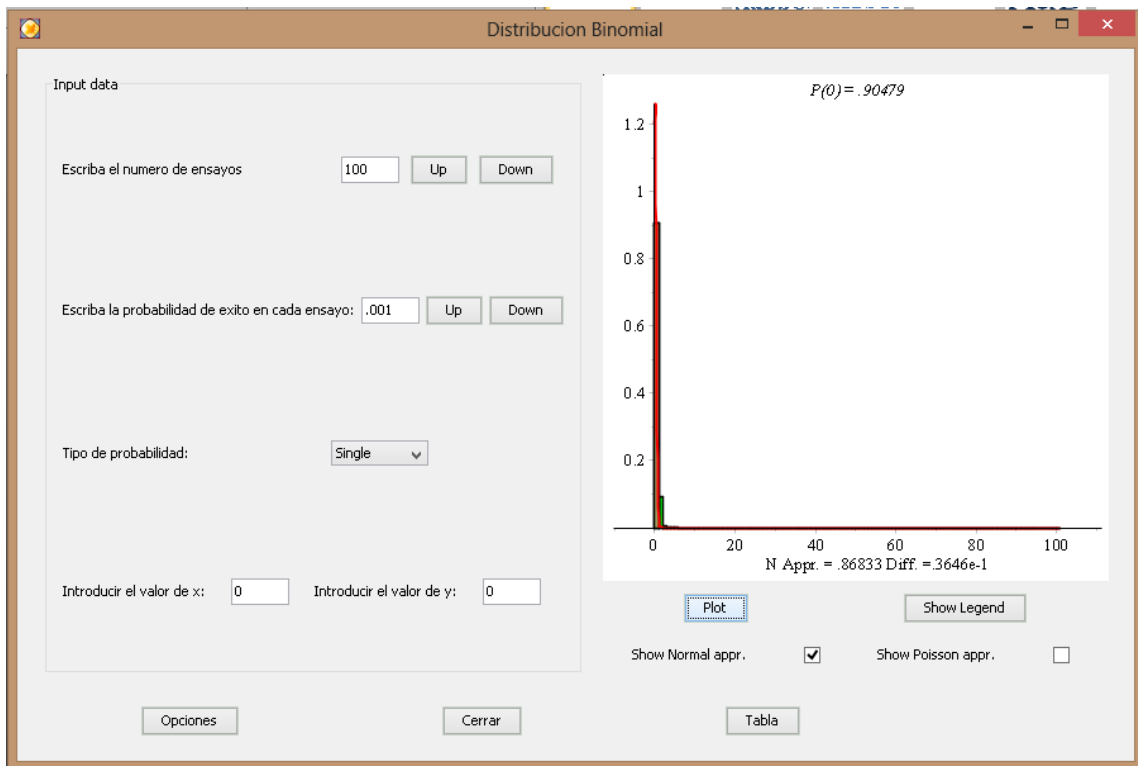 Distribucion Binomial
Input data
Escriba el numero de ensayos 100 Up Down
Escriba la probabilidad de exito en cada ensayo: .001 Up Down
Tipo de probabilidad: Single
Introducir el valor de x: 0 Introducir el valor de y: 0
Opciones Cerrar Tabla
P(0) = .90479
1.2
1
0.8
0.6
0.4
0.2
0 20 40 60 80 100
N Appr. = .86833 Diff. =.3646e-1
Plot Show Legend
Show Normal appr. Show Poisson appr.